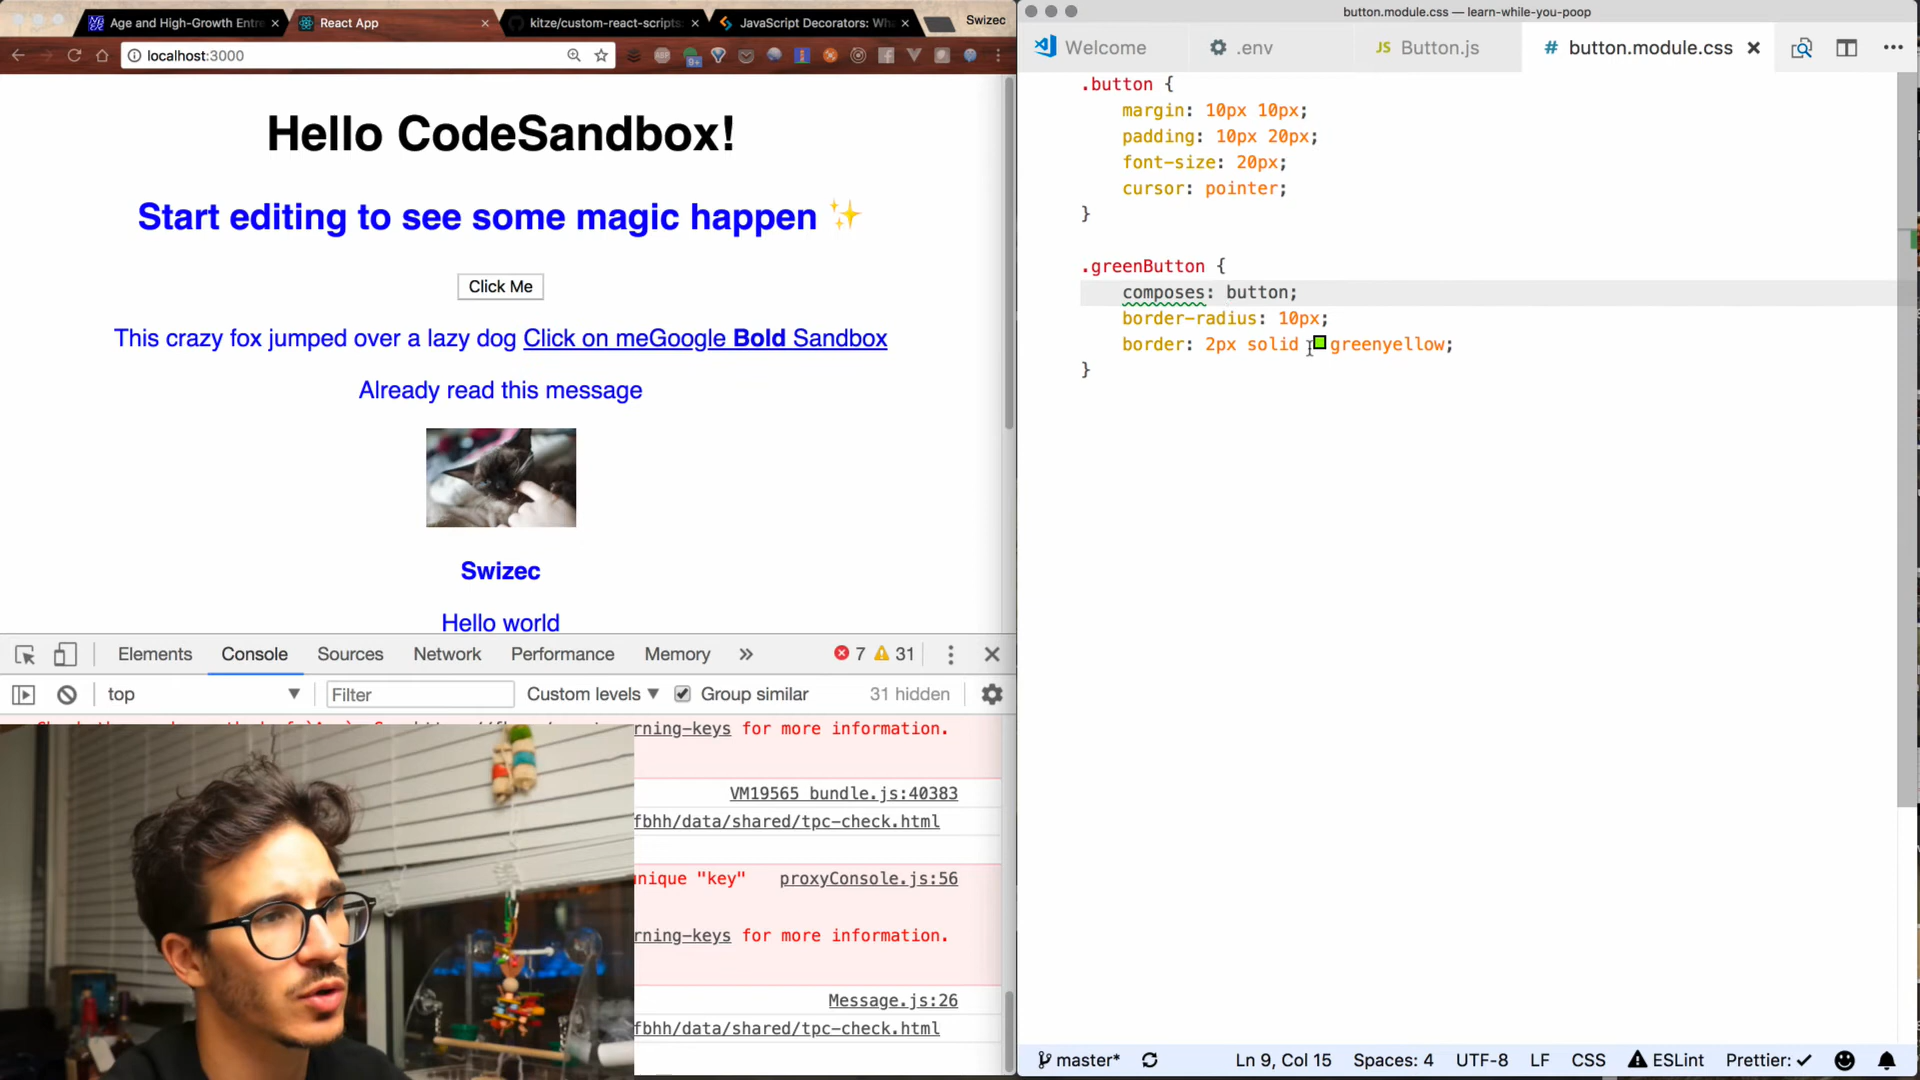 Age and High-Growth Entre
React App
kitze/custom-react-scripts:
JavaScript Decorators: Wh
Swizec
localhost:3000
Hello CodeSandbox!
Start editing to see some magic happen ✨
Click Me
This crazy fox jumped over a lazy dog Click on meGoogle Bold Sandbox
Already read this message
Swizec
Hello world
Elements Console Sources Network Performance Memory » 7 31
top Filter Custom levels Group similar 31 hidden
rning-keys for more information.
VM19565 bundle.js:40383
fbhh/data/shared/tpc-check.html
nique "key" proxyConsole.js:56
rning-keys for more information.
Message.js:26
fbhh/data/shared/tpc-check.html
button.module.css — learn-while-you-poop
Welcome .env JS Button.js # button.module.css
.button {
margin: 10px 10px;
padding: 10px 20px;
font-size: 20px;
cursor: pointer;
}
.greenButton {
composes: button;
border-radius: 10px;
border: 2px solid greenyellow;
}
master* Ln 9, Col 15 Spaces: 4 UTF-8 LF CSS ESLint Prettier: ✓